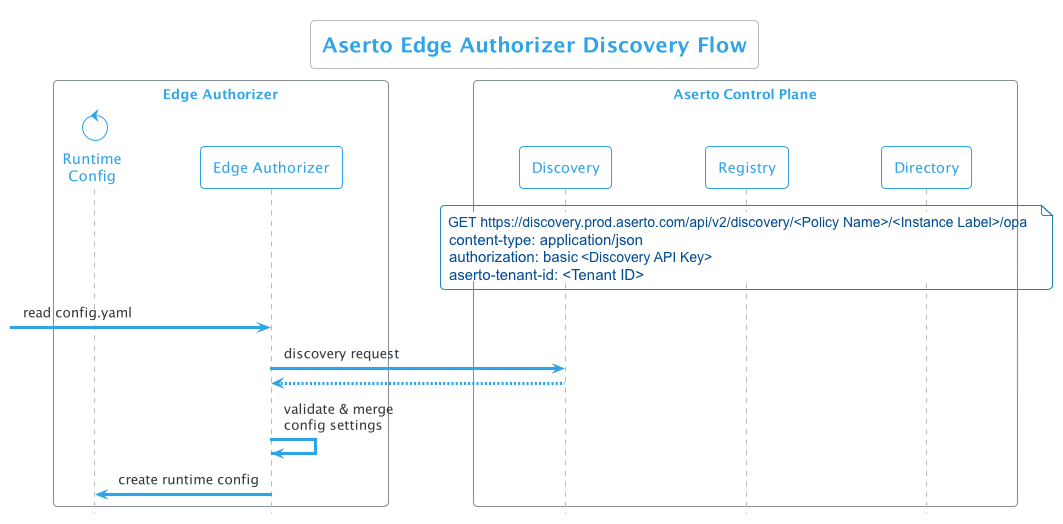 Aserto Edge Authorizer Discovery Flow
Edge Authorizer
Aserto Control Plane
Runtime
Config
Edge Authorizer
Discovery
Registry
Directory
GET https://discovery.prod.aserto.com/api/v2/discovery/<Policy Name>/<Instance Label>/opa
content-type: application/json
authorization: basic <Discovery API Key>
aserto-tenant-id: <Tenant ID>
read config.yaml
discovery request
validate & merge
config settings
create runtime config